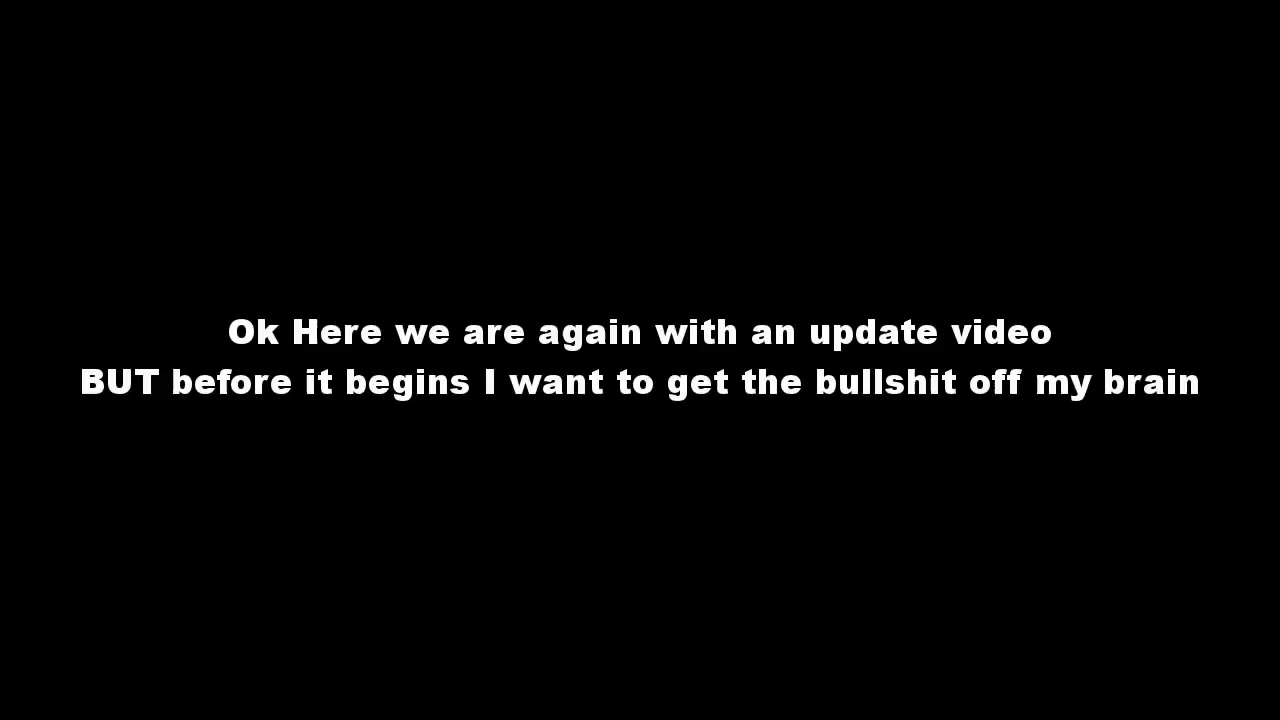 Ok Here we are again with an update video
BUT before it begins I want to get the bullshit off my brain